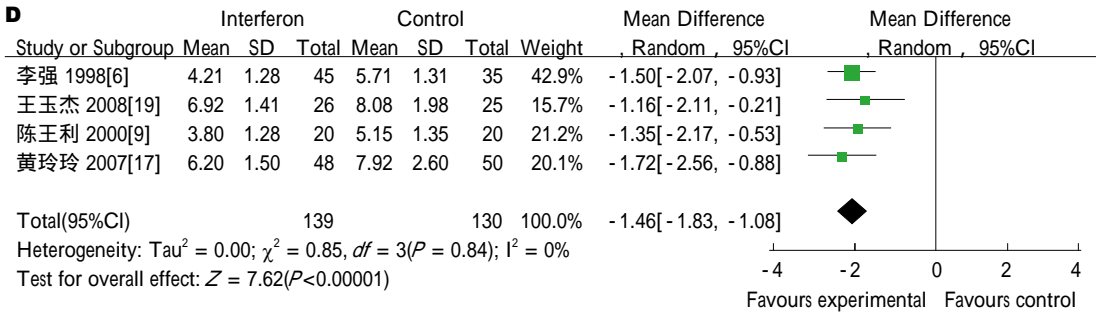 D
Interferon Control Mean Difference Mean Difference
Study or Subgroup Mean SD Total Mean SD Total Weight , Random , 95%CI , Random , 95%CI
李强 1998[6] 4.21 1.28 45 5.71 1.31 35 42.9% -1.50[-2.07, -0.93]
王玉杰 2008[19] 6.92 1.41 26 8.08 1.98 25 15.7% -1.16[-2.11, -0.21]
陈王利 2000[9] 3.80 1.28 20 5.15 1.35 20 21.2% -1.35[-2.17, -0.53]
黄玲玲 2007[17] 6.20 1.50 48 7.92 2.60 50 20.1% -1.72[-2.56, -0.88]
Total(95%CI) 139 130 100.0% -1.46[-1.83, -1.08]
Heterogeneity: Tau² = 0.00; χ² = 0.85, df = 3(P = 0.84); I² = 0%
Test for overall effect: Z = 7.62(P<0.00001)
-4 -2 0 2 4
Favours experimental Favours control